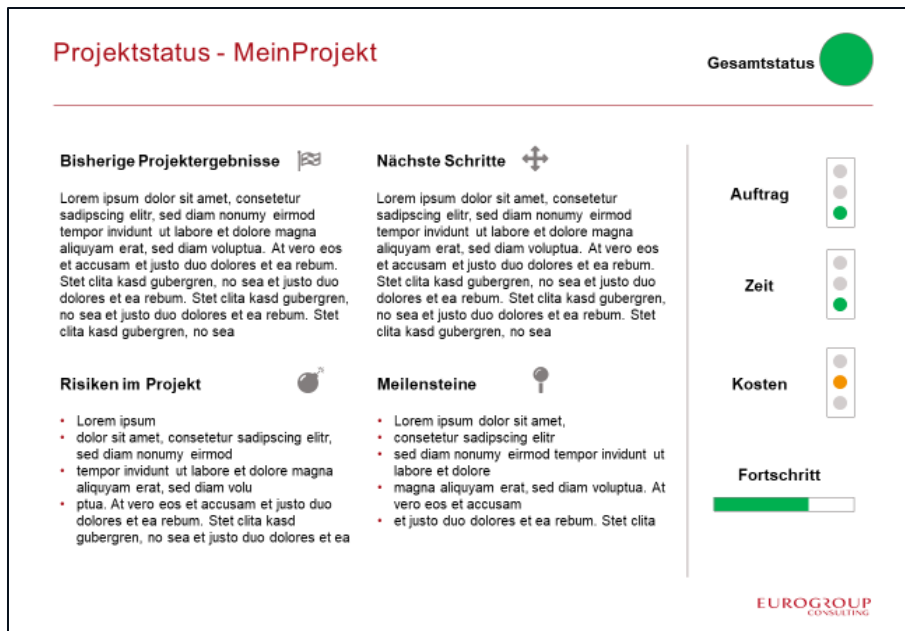 Projektstatus - MeinProjekt
Gesamtstatus
Bisherige Projektergebnisse
Lorem ipsum dolor sit amet, consetetur
sadipscing elitr, sed diam nonumy eirmod
tempor invidunt ut labore et dolore magna
aliquyam erat, sed diam voluptua. At vero eos
et accusam et justo duo dolores et ea rebum.
Stet clita kasd gubergren, no sea et justo duo
dolores et ea rebum. Stet clita kasd gubergren,
no sea et justo duo dolores et ea rebum. Stet
clita kasd gubergren, no sea
Nächste Schritte
Lorem ipsum dolor sit amet, consetetur
sadipscing elitr, sed diam nonumy eirmod
tempor invidunt ut labore et dolore magna
aliquyam erat, sed diam voluptua. At vero eos
et accusam et justo duo dolores et ea rebum.
Stet clita kasd gubergren, no sea et justo duo
dolores et ea rebum. Stet clita kasd gubergren,
no sea et justo duo dolores et ea rebum. Stet
clita kasd gubergren, no sea
Risiken im Projekt
• Lorem ipsum
• dolor sit amet, consetetur sadipscing elitr,
sed diam nonumy eirmod
• tempor invidunt ut labore et dolore magna
aliquyam erat, sed diam volu
• ptua. At vero eos et accusam et justo duo
dolores et ea rebum. Stet clita kasd
gubergren, no sea et justo duo dolores et ea
Meilensteine
• Lorem ipsum dolor sit amet,
• consetetur sadipscing elitr
• sed diam nonumy eirmod tempor invidunt ut
labore et dolore
• magna aliquyam erat, sed diam voluptua. At
vero eos et accusam
• et justo duo dolores et ea rebum. Stet clita
Auftrag
Zeit
Kosten
Fortschritt
EUROGROUP
CONSULTING